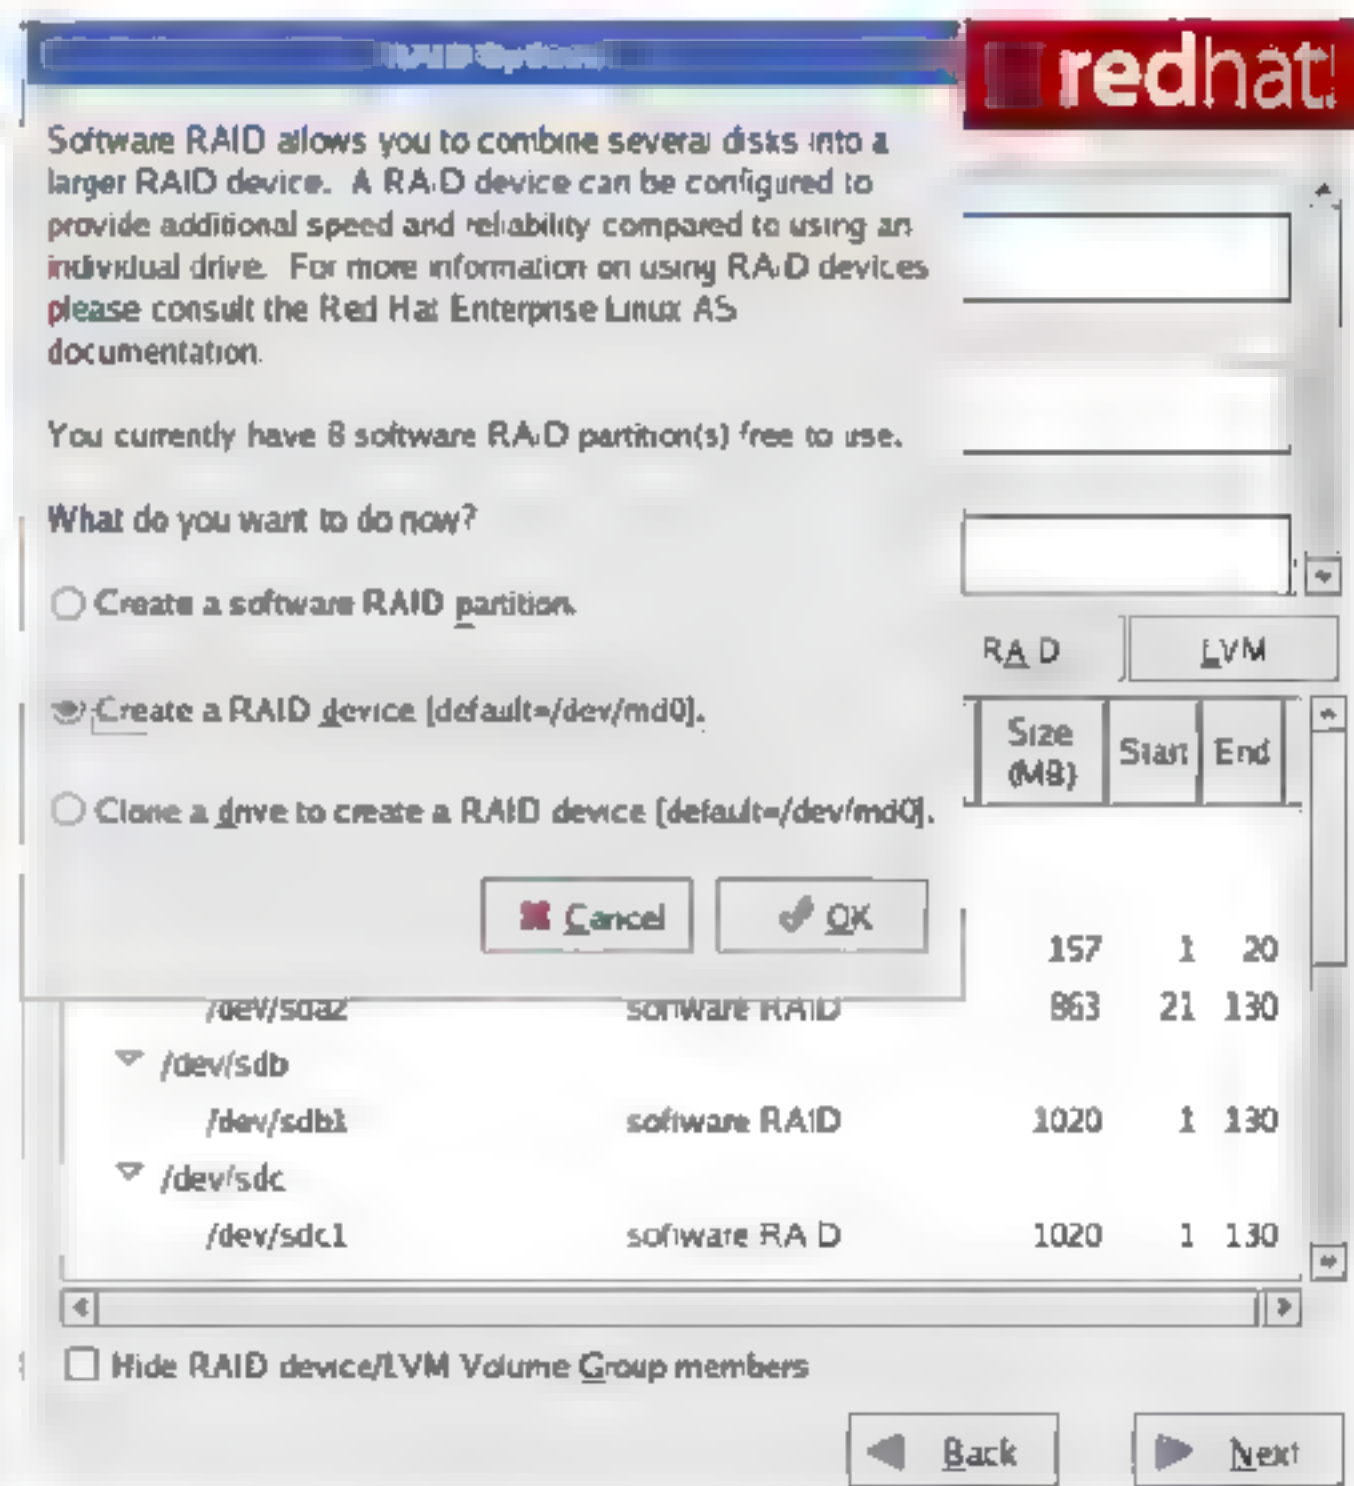 RAID Options
redhat.
Software RAID allows you to combine several disks into a
larger RAID device.  A RAID device can be configured to
provide additional speed and reliability compared to using an
individual drive.  For more information on using RAID devices
please consult the Red Hat Enterprise Linux AS
documentation.
You currently have 8 software RAID partition(s) free to use.
What do you want to do now?
Create a software RAID partition.
Create a RAID device [default=/dev/md0].
Clone a drive to create a RAID device [default=/dev/md0].
Cancel OK
RAID LVM
Size (MB) Start End
157 1 20
/dev/sda2 software RAID 863 21 130
/dev/sdb
/dev/sdb1 software RAID 1020 1 130
/dev/sdc
/dev/sdc1 software RAID 1020 1 130
Hide RAID device/LVM Volume Group members
Back Next